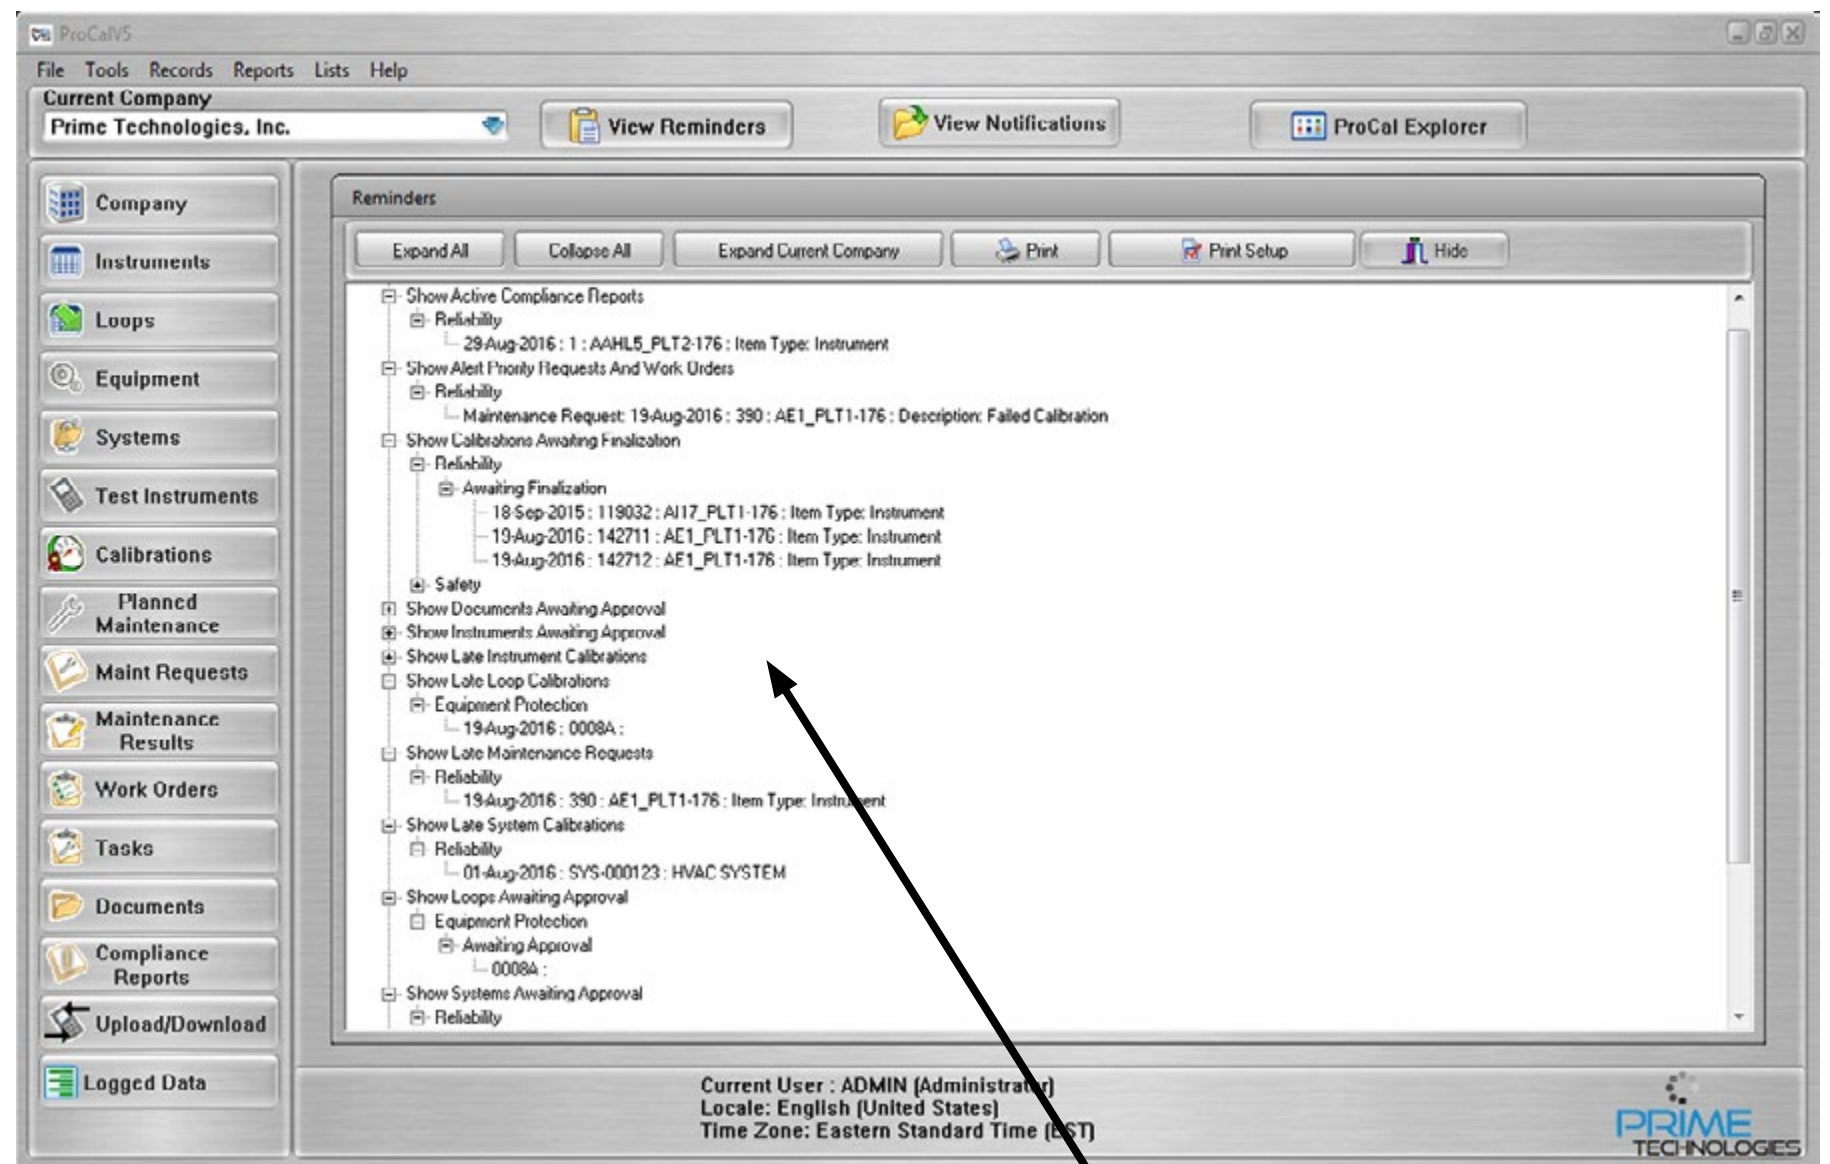 ProCalV5
File Tools Records Reports Lists Help
Current Company
Prime Technologies, Inc.
View Reminders
View Notifications
ProCal Explorer
Company
Instruments
Loops
Equipment
Systems
Test Instruments
Calibrations
Planned
Maintenance
Maint Requests
Maintenance
Results
Work Orders
Tasks
Documents
Compliance
Reports
Upload/Download
Logged Data
Reminders
Expand All
Collapse All
Expand Current Company
Print
Print Setup
Hide
Show Active Compliance Reports
Reliability
29-Aug-2016 : 1 : AAHL5_PLT2-176 : Item Type: Instrument
Show Alert Priority Requests And Work Orders
Reliability
Maintenance Request: 19-Aug-2016 : 390 : AE1_PLT1-176 : Description: Failed Calibration
Show Calibrations Awaiting Finalization
Reliability
Awaiting Finalization
18-Sep-2015 : 119032 : AI17_PLT1-176 : Item Type: Instrument
19-Aug-2016 : 142711 : AE1_PLT1-176 : Item Type: Instrument
19-Aug-2016 : 142712 : AE1_PLT1-176 : Item Type: Instrument
Safety
Show Documents Awaiting Approval
Show Instruments Awaiting Approval
Show Late Instrument Calibrations
Show Late Loop Calibrations
Equipment Protection
19-Aug-2016 : 0008A :
Show Late Maintenance Requests
Reliability
19-Aug-2016 : 390 : AE1_PLT1-176 : Item Type: Instrument
Show Late System Calibrations
Reliability
01-Aug-2016 : SYS-000123 : HVAC SYSTEM
Show Loops Awaiting Approval
Equipment Protection
Awaiting Approval
0008A :
Show Systems Awaiting Approval
Reliability
Current User : ADMIN (Administrator)
Locale: English (United States)
Time Zone: Eastern Standard Time (EST)
PRIME
TECHNOLOGIES